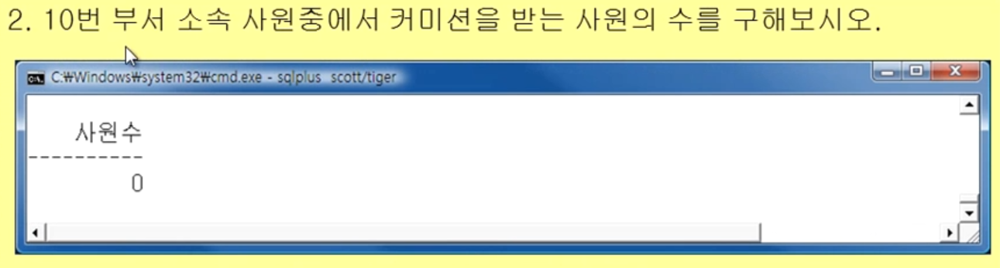 2. 10번 부서 소속 사원중에서 커미션을 받는 사원의 수를 구해보시오.
C:₩Windows₩system32₩cmd.exe - sqlplus scott/tiger
사원수
----------
0